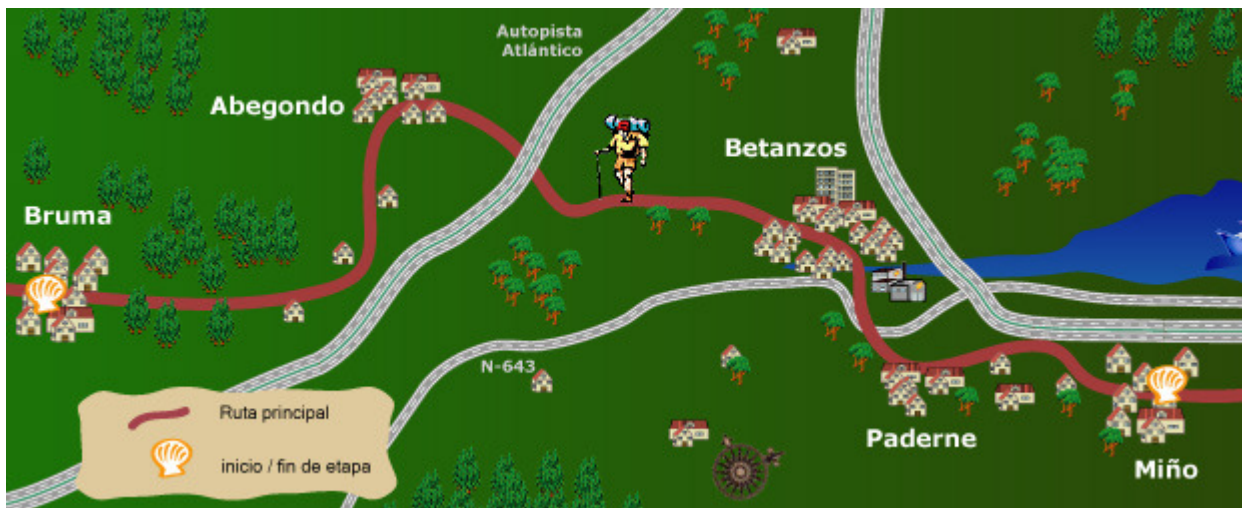 Autopista
Atlántico
Abegondo
Betanzos
Bruma
N-643
Ruta principal
inicio / fin de etapa
Paderne
Miño